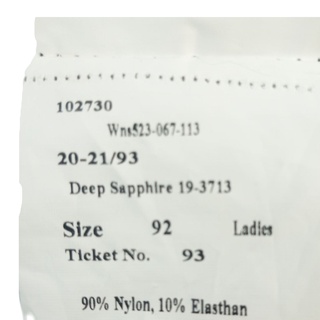 102730
Wns523-067-113
20-21/93
Deep Sapphire 19-3713
Size 92 Ladies
Ticket No. 93
90% Nylon, 10% Elasthan